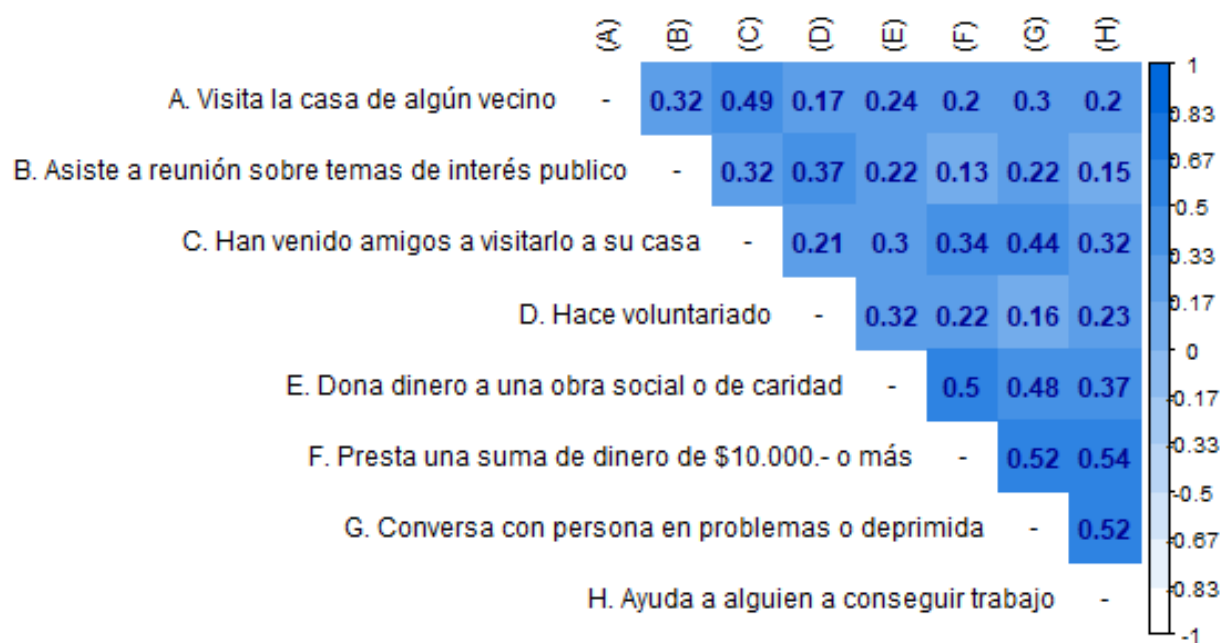 (A) (B) (C) (D) (E) (F) (G) (H)
1
A. Visita la casa de algún vecino - 0.32 0.49 0.17 0.24 0.2 0.3 0.2
0.83
0.67
B. Asiste a reunión sobre temas de interés publico - 0.32 0.37 0.22 0.13 0.22 0.15
0.5
C. Han venido amigos a visitarlo a su casa - 0.21 0.3 0.34 0.44 0.32
0.33
0.17
D. Hace voluntariado - 0.32 0.22 0.16 0.23
0
E. Dona dinero a una obra social o de caridad - 0.5 0.48 0.37
-0.17
-0.33
F. Presta una suma de dinero de $10.000.- o más - 0.52 0.54
-0.5
G. Conversa con persona en problemas o deprimida - 0.52
-0.67
-0.83
H. Ayuda a alguien a conseguir trabajo -
-1